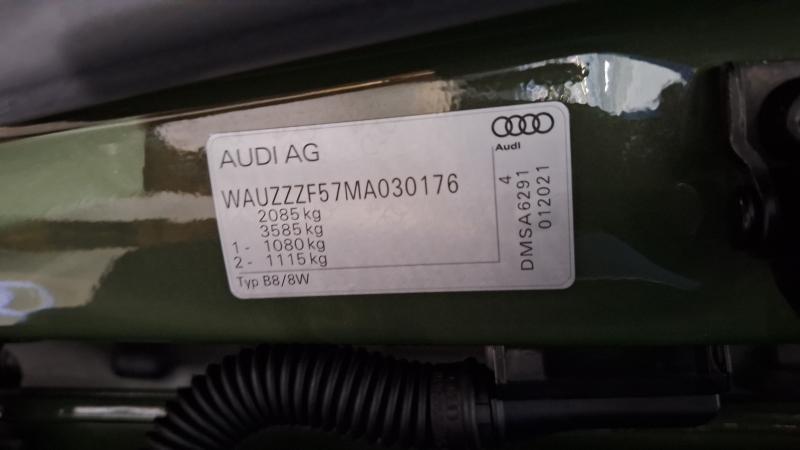 AUDI AG
Audi
WAUZZZF57MA030176
2085 kg
3585 kg
1 - 1080 kg
2 - 1115 kg
Typ B8/8W
4
DMSA6291
012021